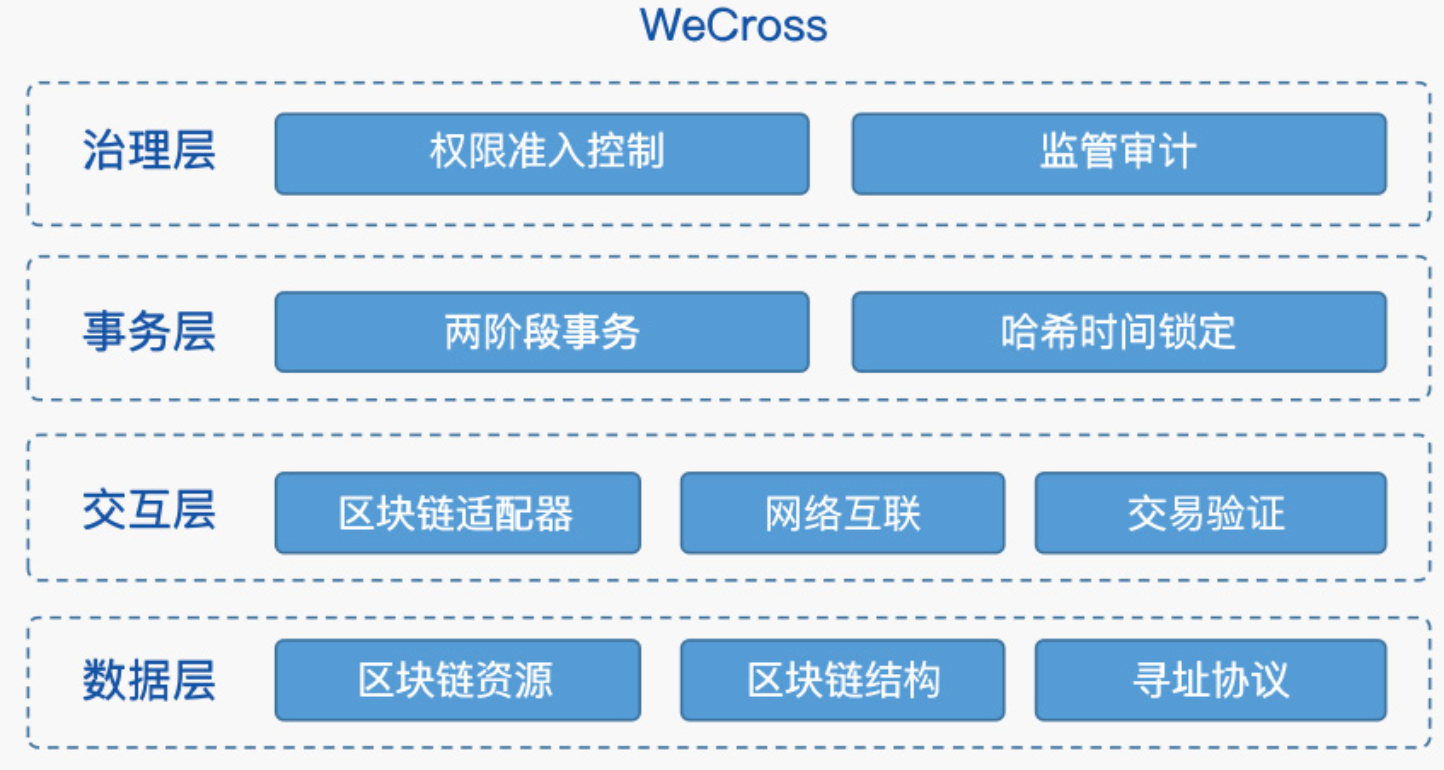 WeCross
治理层
权限准入控制
监管审计
事务层
两阶段事务
哈希时间锁定
交互层
区块链适配器
网络互联
交易验证
数据层
区块链资源
区块链结构
寻址协议